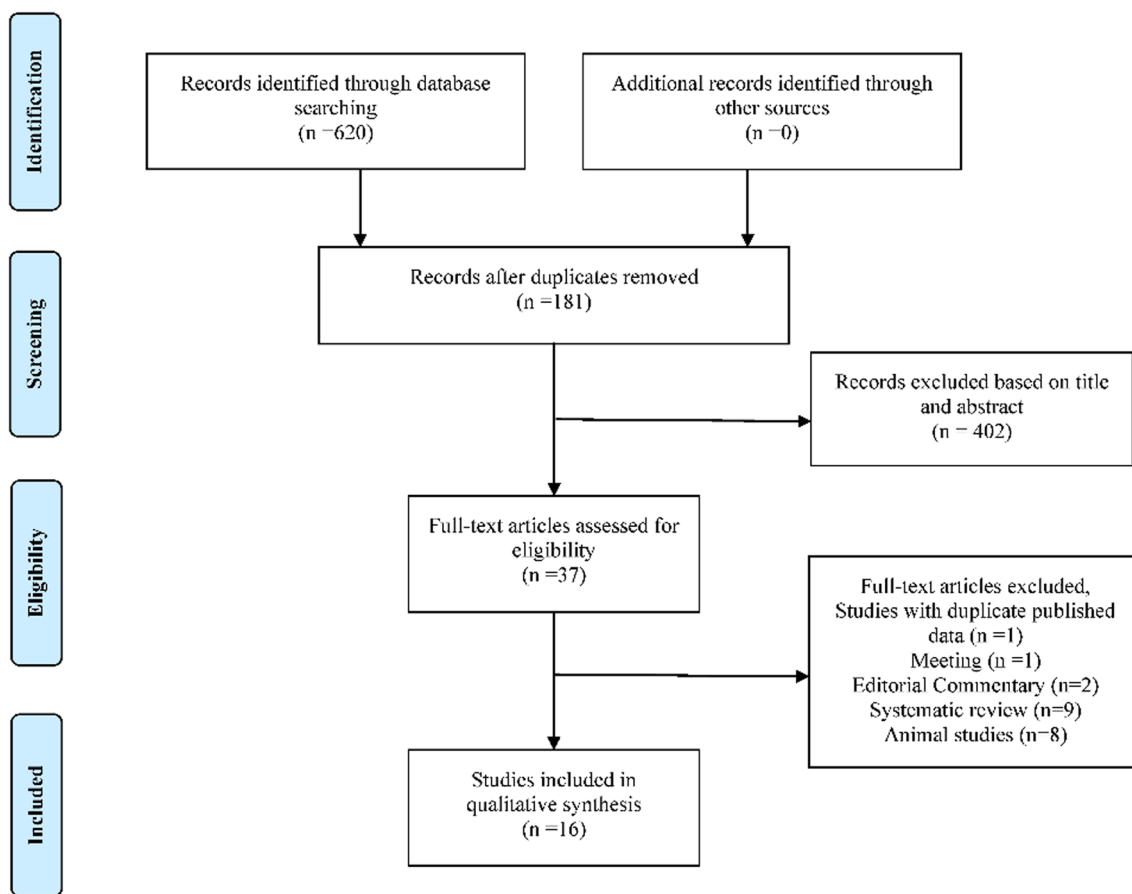 Identification
Records identified through database
searching
(n =620)
Additional records identified through
other sources
(n =0)
Screening
Records after duplicates removed
(n =181)
Records excluded based on title
and abstract
(n = 402)
Eligibility
Full-text articles assessed for
eligibility
(n =37)
Full-text articles excluded,
Studies with duplicate published
data (n =1)
Meeting (n =1)
Editorial Commentary (n=2)
Systematic review (n=9)
Animal studies (n=8)
Included
Studies included in
qualitative synthesis
(n =16)